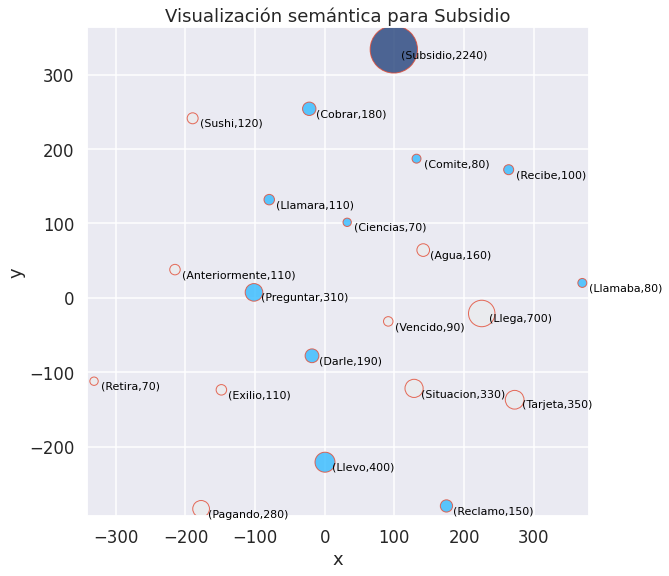 Visualización semántica para Subsidio
(Subsidio,2240)
(Cobrar,180)
(Sushi,120)
(Comite,80)
(Recibe,100)
(Llamara,110)
(Ciencias,70)
(Agua,160)
(Anteriormente,110)
(Preguntar,310)
(Llamaba,80)
(Llega,700)
(Vencido,90)
(Darle,190)
(Retira,70)
(Exilio,110)
(Situacion,330)
(Tarjeta,350)
(Llevo,400)
(Reclamo,150)
(Pagando,280)
300
200
100
0
−100
−200
y
−300 −200 −100 0 100 200 300
x